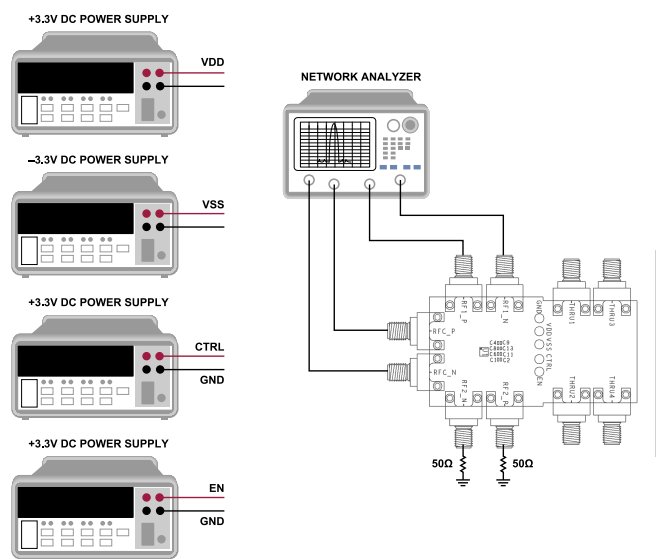 +3.3V DC POWER SUPPLY
VDD
–3.3V DC POWER SUPPLY
VSS
+3.3V DC POWER SUPPLY
CTRL
GND
+3.3V DC POWER SUPPLY
EN
GND
NETWORK ANALYZER
RF1_P
RF1_N
GND
VDD
VSS
CTRL
EN
THRU1
THRU3
RFC_P
RFC_N
RF2_N
RF2_P
THRU2
THRU4
50Ω
50Ω